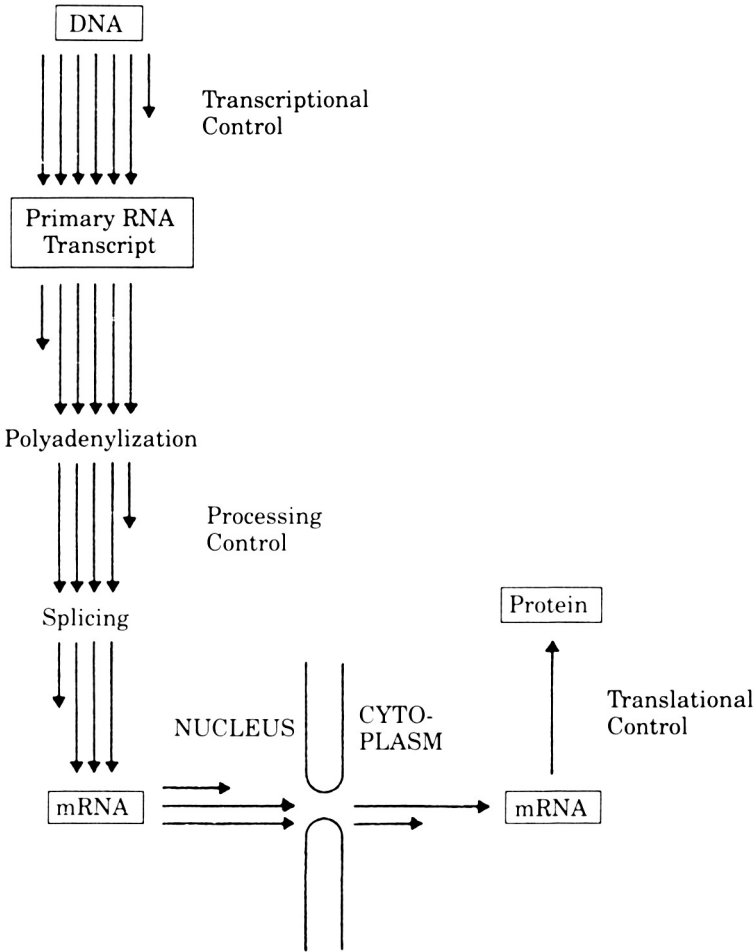 DNA
Transcriptional
Control
Primary RNA
Transcript
Polyadenylization
Processing
Control
Splicing
Protein
Translational
Control
NUCLEUS
CYTO-
PLASM
mRNA
mRNA